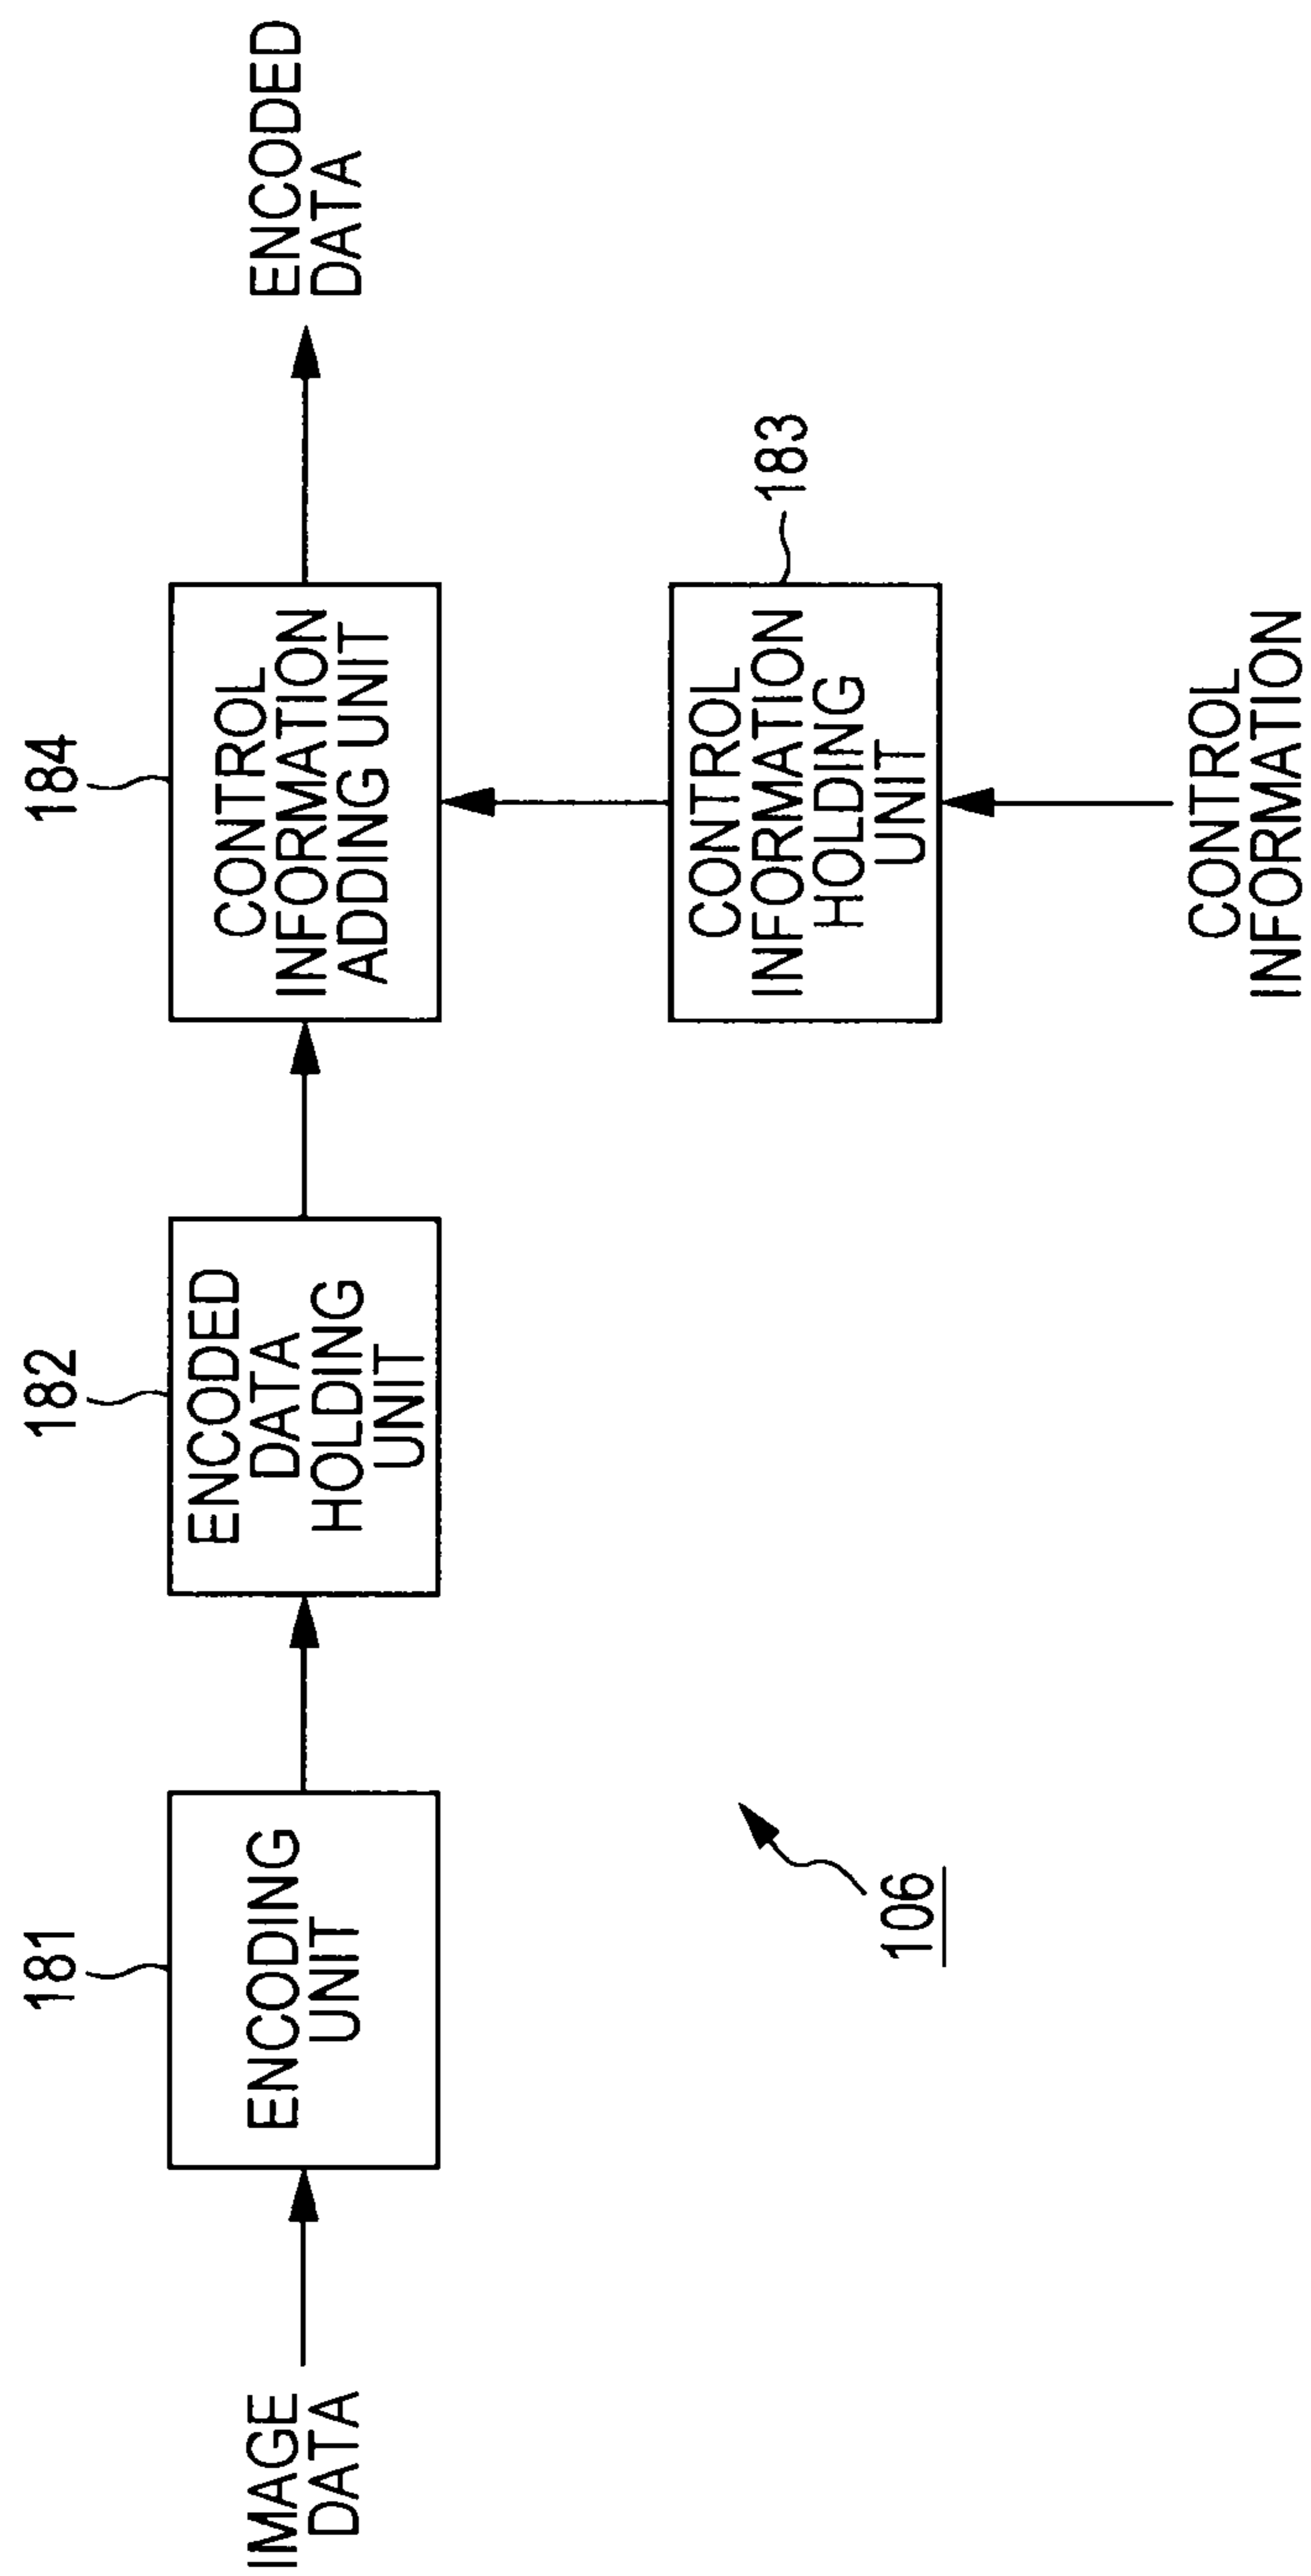 181
182
184
IMAGE
DATA
ENCODING
UNIT
ENCODED
DATA
HOLDING
UNIT
CONTROL
INFORMATION
ADDING UNIT
ENCODED
DATA
183
CONTROL
INFORMATION
HOLDING
UNIT
106
CONTROL
INFORMATION